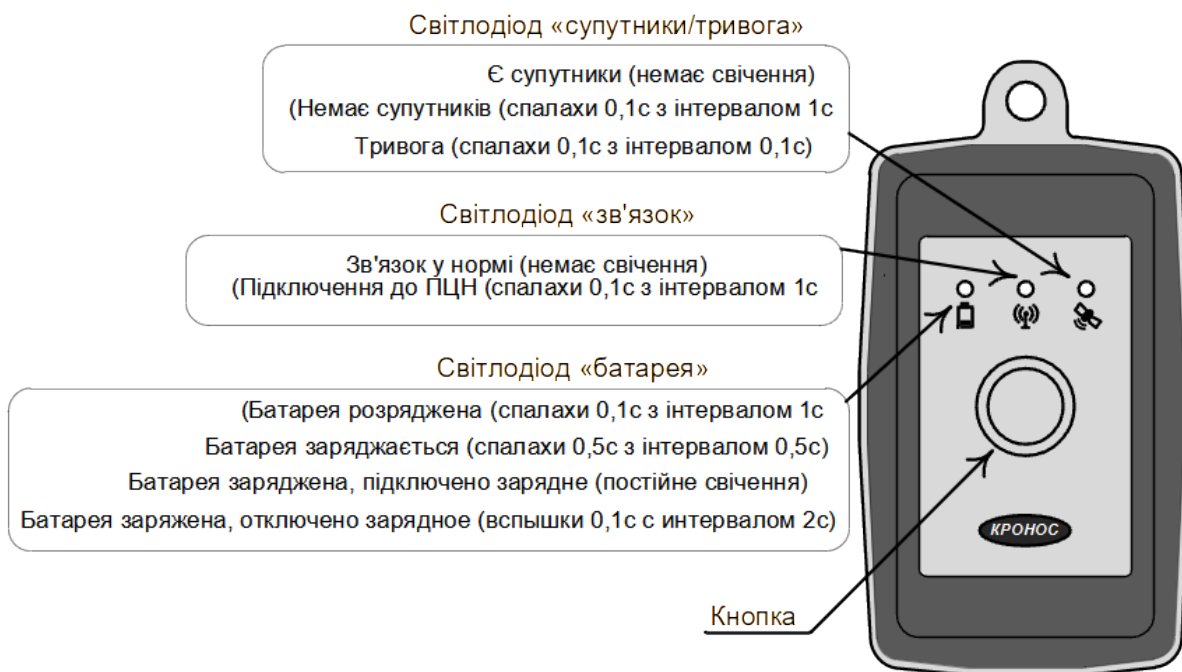 Світлодіод «супутники/тривога»
Є супутники (немає свічення)
(Немає супутників (спалахи 0,1с з інтервалом 1с
Тривога (спалахи 0,1с з інтервалом 0,1с)
Світлодіод «зв'язок»
Зв'язок у нормі (немає свічення)
(Підключення до ПЦН (спалахи 0,1с з інтервалом 1с
Світлодіод «батарея»
(Батарея розряджена (спалахи 0,1с з інтервалом 1с
Батарея заряджається (спалахи 0,5с з інтервалом 0,5с)
Батарея заряджена, підключено зарядне (постійне свічення)
Батарея заряжена, отключено зарядное (вспышки 0,1с с интервалом 2с)
КРОНОС
Кнопка